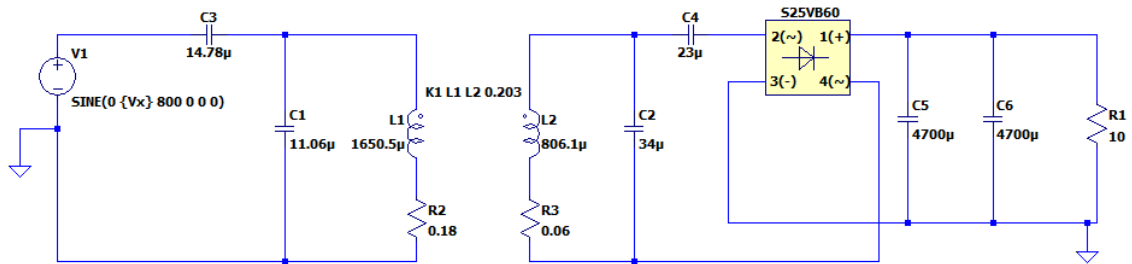 S25VB60
C3
14.78µ
C4
23µ
2(~)
1(+)
3(-)
4(~)
V1
SINE(0 {Vx} 800 0 0 0)
K1 L1 L2 0.203
C1
11.06µ
L1
1650.5µ
L2
806.1µ
C2
34µ
C5
4700µ
C6
4700µ
R1
10
R2
0.18
R3
0.06